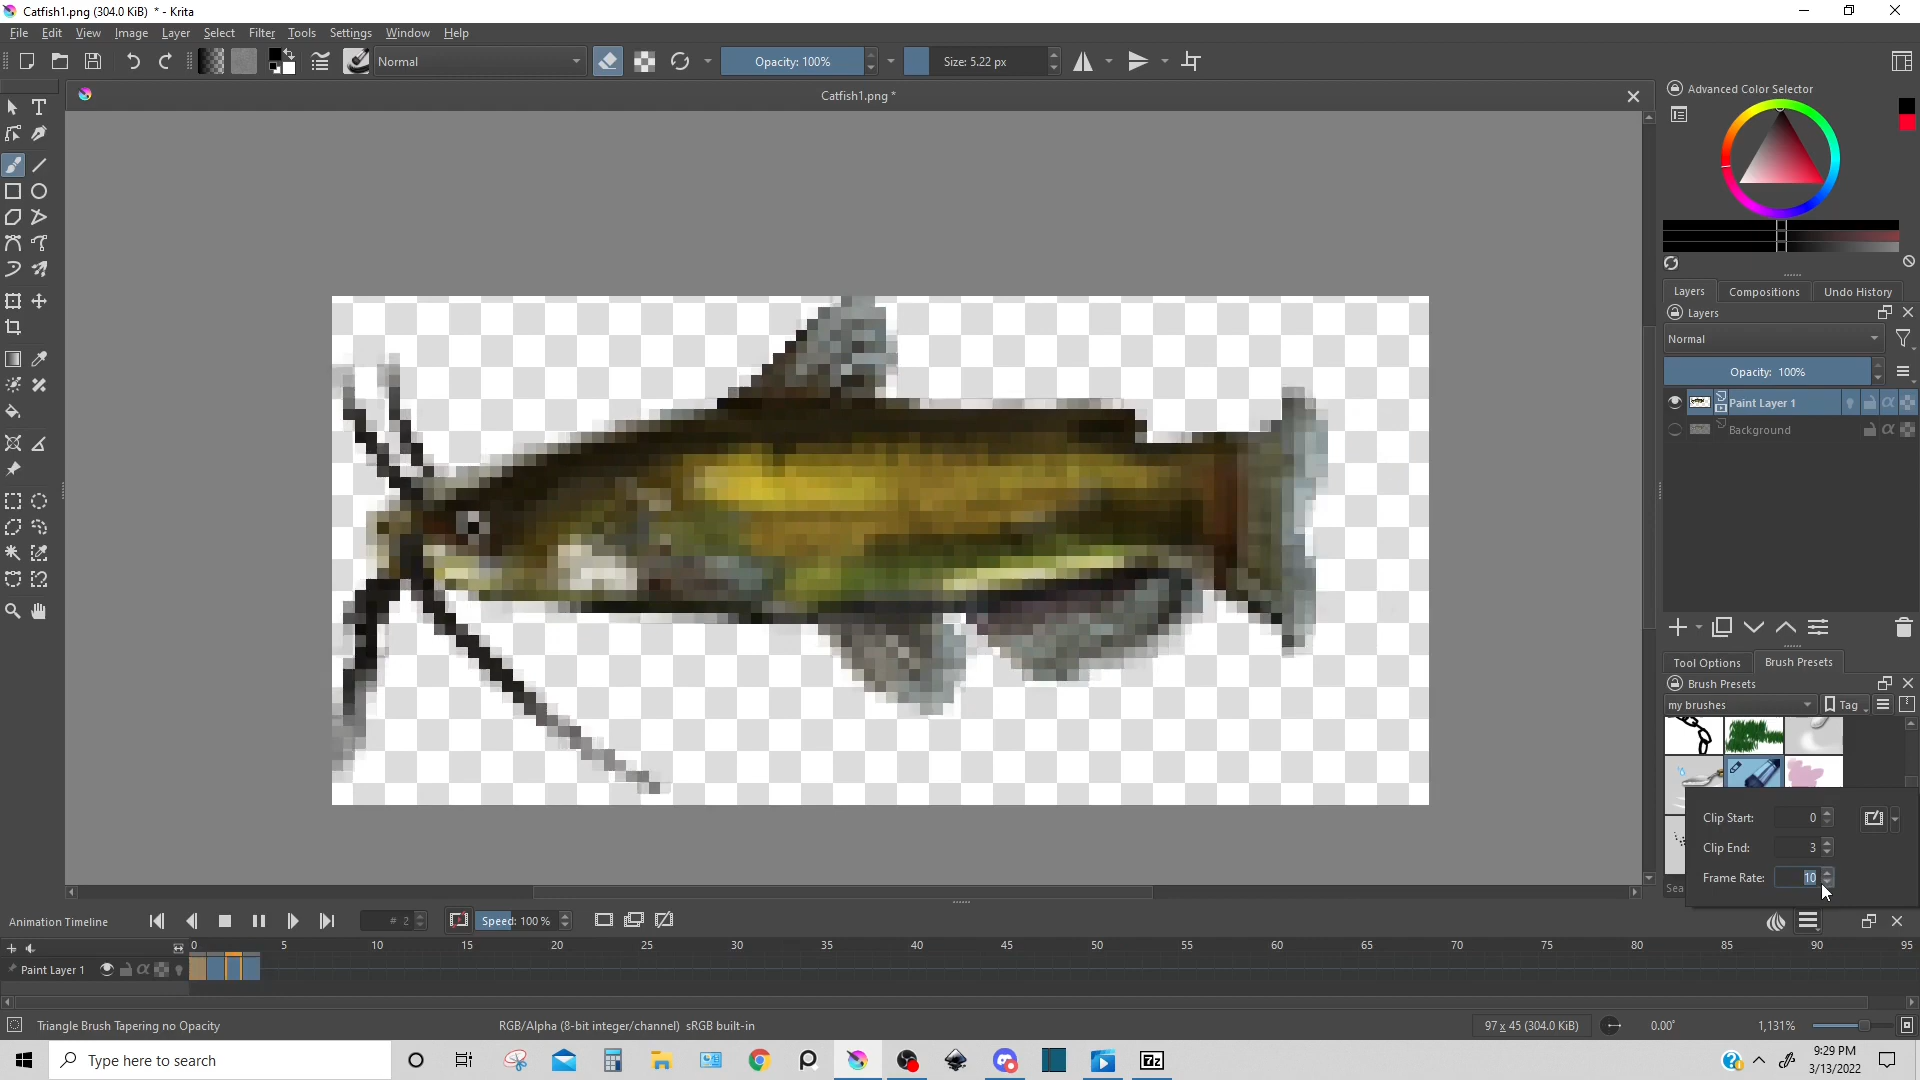 Catfish1.png (304.0 KiB) * - Krita
File Edit View Image Layer Select Filter Tools Settings Window Help
Normal Opacity: 100% Size: 5.22 px
Catfish1.png *
Advanced Color Selector
Layers Compositions Undo History
Layers
Normal
Opacity: 100%
Paint Layer 1
Background
Tool Options Brush Presets
Brush Presets
my brushes Tag
Clip Start: 0
Clip End: 3
Frame Rate: 10
Sea
Animation Timeline # 2 Speed: 100 %
0 5 10 15 20 25 30 35 40 45 50 55 60 65 70 75 80 85 90 95
Paint Layer 1
Triangle Brush Tapering no Opacity RGB/Alpha (8-bit integer/channel) sRGB built-in 97 x 45 (304.0 KiB) 0.00° 1,131%
Type here to search 7z 9:29 PM
3/13/2022